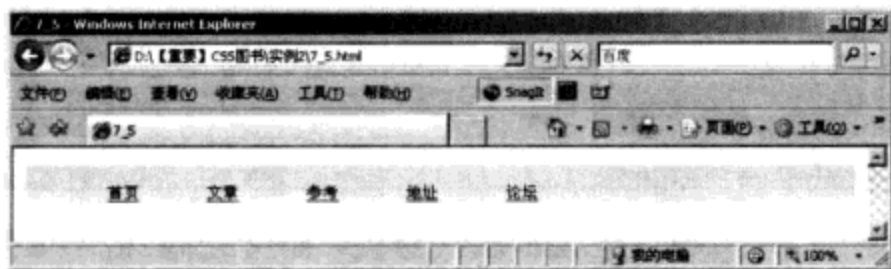 7_5 - Windows Internet Explorer
D:\【重要】CSS图书\实例2\7_5.html 百度
文件(F) 编辑(E) 查看(V) 收藏夹(A) 工具(T) 帮助(H) SnagIt
7_5 页面(P) 工具(O)
首页 文章 参考 地址 论坛
我的电脑 100%